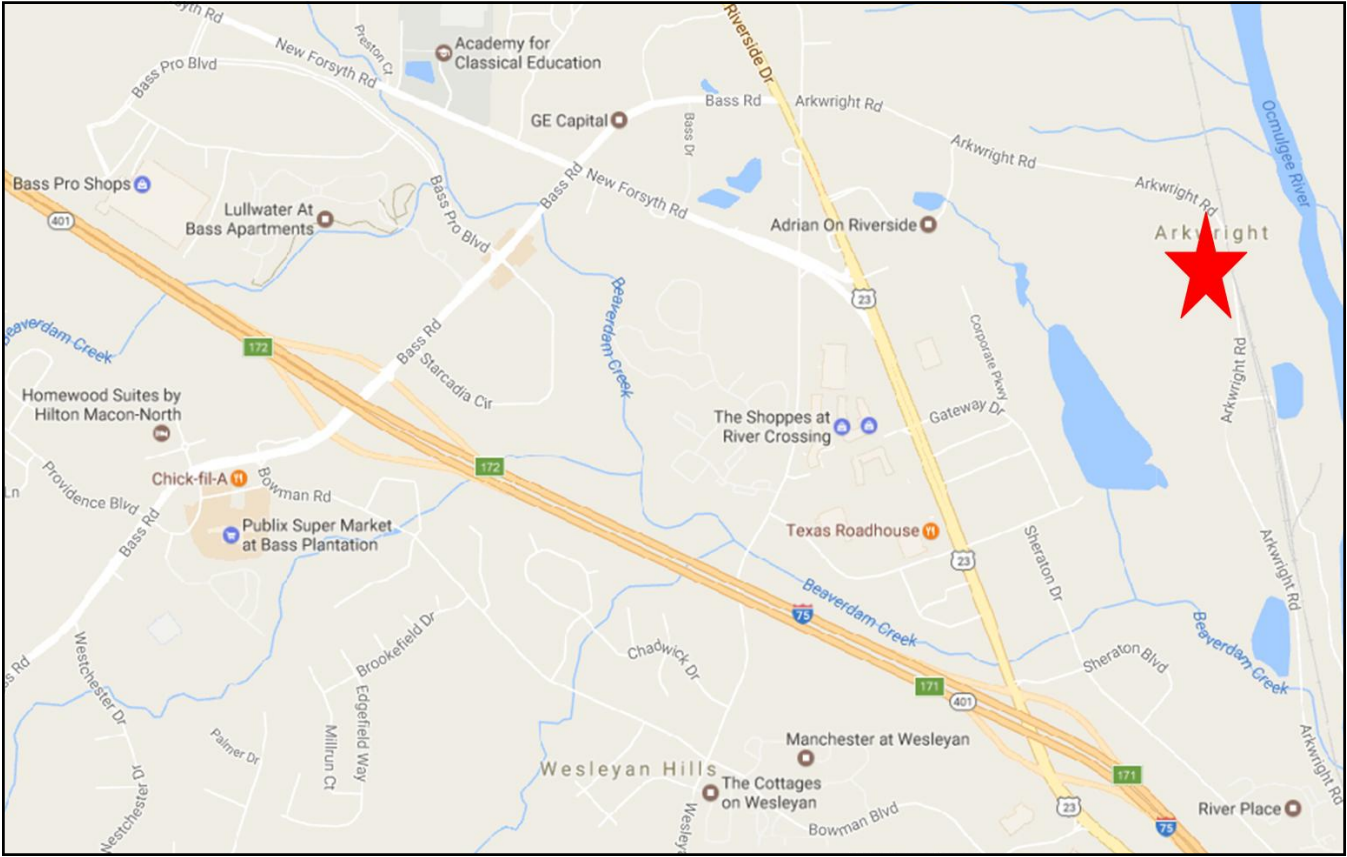 yth Rd
Preston Ct
Riverside Dr
New Forsyth Rd
Academy for
Classical Education
Bass Pro Blvd
Bass Rd
Arkwright Rd
GE Capital
Bass Dr
Arkwright Rd
Ocmulgee River
Bass Pro Shops
Bass Rd
New Forsyth Rd
Arkwright Rd
401
Lullwater At
Bass Apartments
Bass Pro Blvd
Adrian On Riverside
Arkwright
23
Beaverdam Creek
eaverdam Creek
172
Bass Rd
Starcadia Cir
Corporate Pkwy
Arkwright Rd
Homewood Suites by
Hilton Macon-North
The Shoppes at
River Crossing
Gateway Dr
172
Chick-fil-A
Bowman Rd
Ln
Providence Blvd
Bass Rd
Publix Super Market
at Bass Plantation
Texas Roadhouse
23
Sheraton Dr
Arkwright Rd
75
Beaverdam Creek
Beaverdam Creek
Brookefield Dr
Chadwick Dr
Sheraton Blvd
ss Rd
Westchester Dr
171
401
Edgefield Way
Millrun Ct
Palmer Dr
Manchester at Wesleyan
Arkwright Rd
Wesleyan Hills
171
The Cottages
on Wesleyan
Westchester Dr
Wesley
Bowman Blvd
23
River Place
75